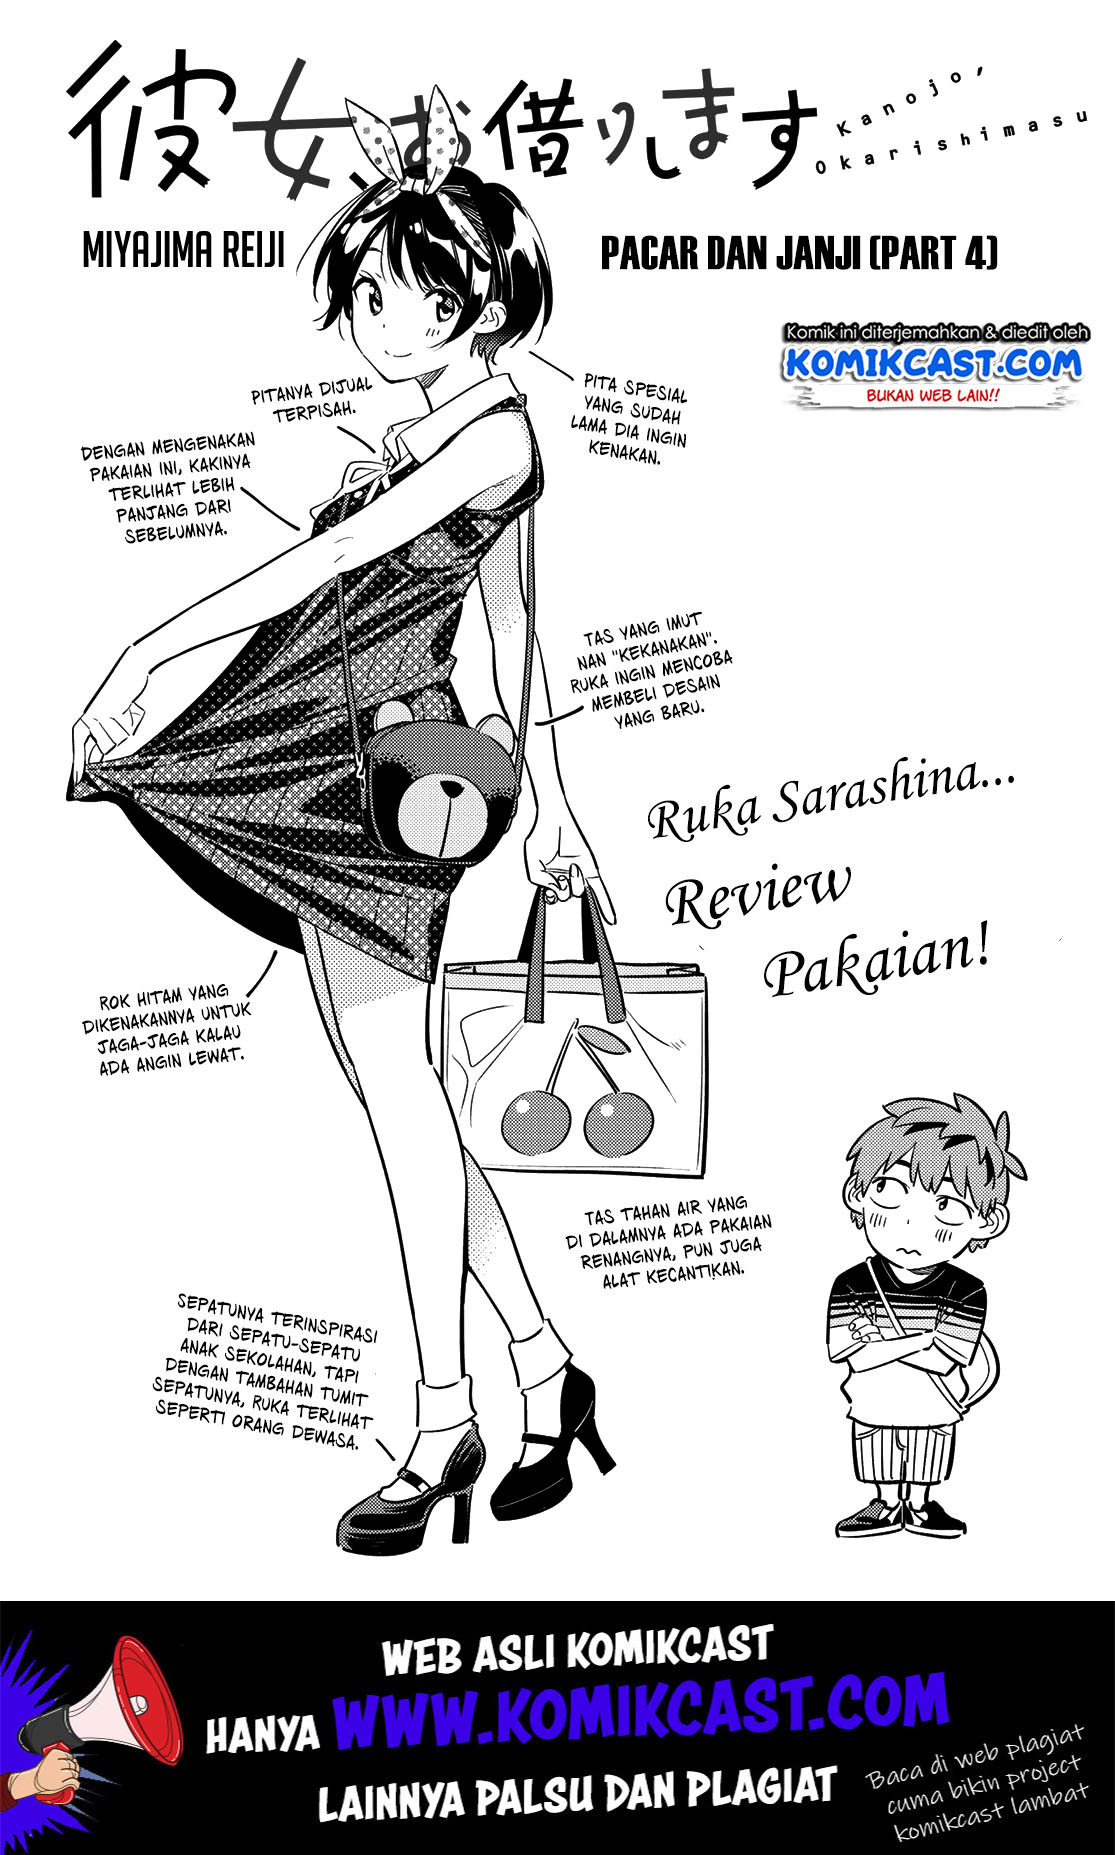 彼女、お借りします
Kanojo,
Okarishimasu
MIYAJIMA REIJI
PACAR DAN JANJI (PART 4)
Komik ini diterjemahkan & diedit oleh
KOMIKCAST.COM
BUKAN WEB LAIN!!
PITANYA DIJUAL
TERPISAH.
PITA SPESIAL
YANG SUDAH
LAMA DIA INGIN
KENAKAN.
DENGAN MENGENAKAN
PAKAIAN INI, KAKINYA
TERLIHAT LEBIH
PANJANG DARI
SEBELUMNYA.
TAS YANG IMUT
NAN "KEKANAKAN".
RUKA INGIN MENCOBA
MEMBELI DESAIN
YANG BARU.
Ruka Sarashina...
Review
Pakaian!
ROK HITAM YANG
DIKENAKANNYA UNTUK
JAGA-JAGA KALAU
ADA ANGIN LEWAT.
TAS TAHAN AIR YANG
DI DALAMNYA ADA PAKAIAN
RENANGNYA, PUN JUGA
ALAT KECANTIKAN.
SEPATUNYA TERINSPIRASI
DARI SEPATU-SEPATU
ANAK SEKOLAHAN, TAPI
DENGAN TAMBAHAN TUMIT
SEPATUNYA, RUKA TERLIHAT
SEPERTI ORANG DEWASA.
WEB ASLI KOMIKCAST
HANYA WWW.KOMIKCAST.COM
LAINNYA PALSU DAN PLAGIAT
Baca di web plagiat
cuma bikin project
komikcast lambat